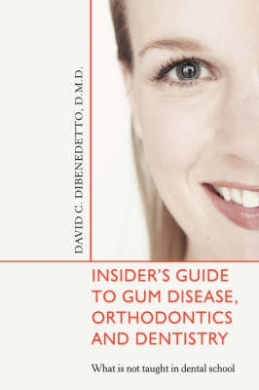 DAVID C. DIBENEDETTO, D.M.D.
INSIDER'S GUIDE
TO GUM DISEASE,
ORTHODONTICS
AND DENTISTRY
What is not taught in dental school